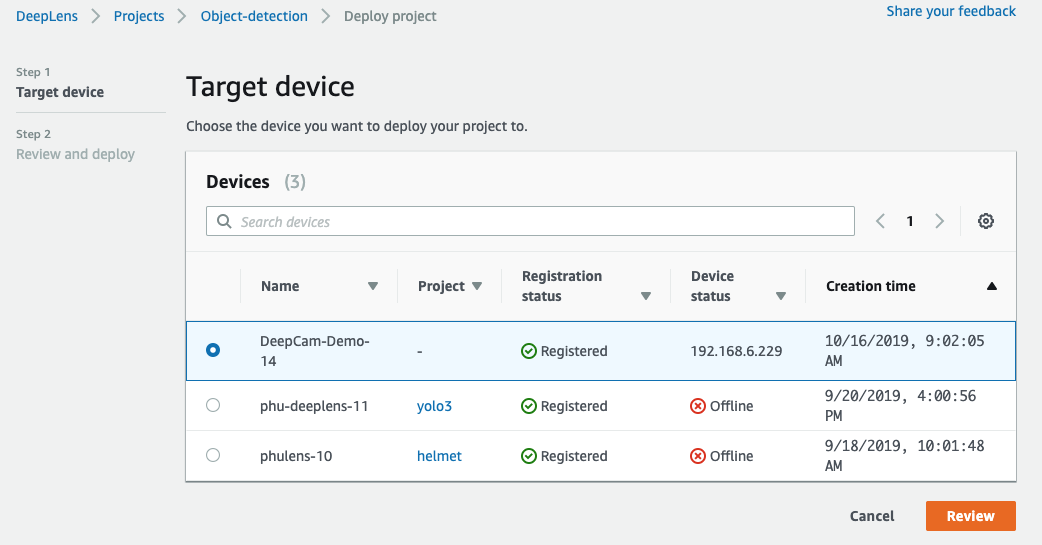 DeepLens > Projects > Object-detection > Deploy project
Share your feedback
Step 1
Target device
Step 2
Review and deploy
Target device
Choose the device you want to deploy your project to.
Devices (3)
Search devices
1
Name
Project
Registration
status
Device
status
Creation time
DeepCam-Demo-
14
-
Registered
192.168.6.229
10/16/2019, 9:02:05
AM
phu-deeplens-11
yolo3
Registered
Offline
9/20/2019, 4:00:56
PM
phulens-10
helmet
Registered
Offline
9/18/2019, 10:01:48
AM
Cancel
Review